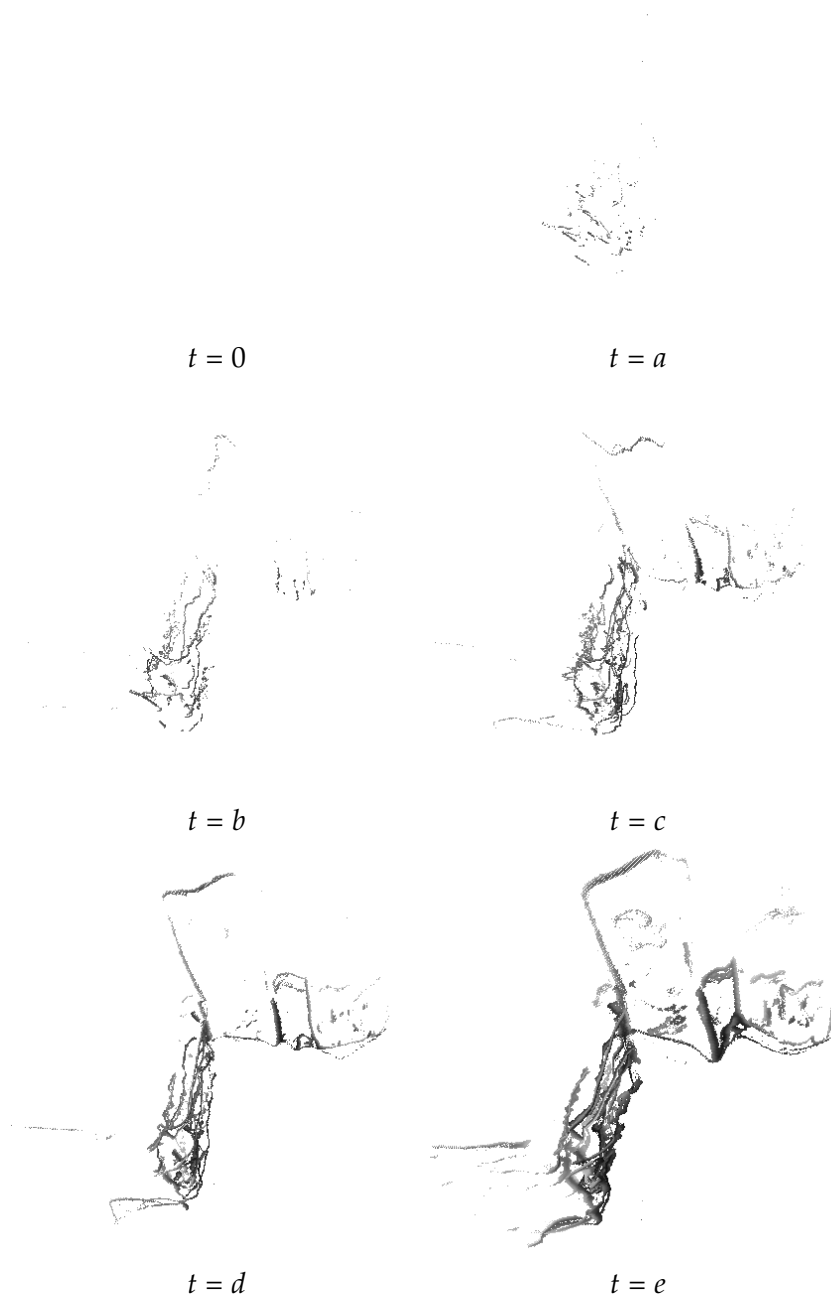 t = 0
t = a
t = b
t = c
t = d
t = e